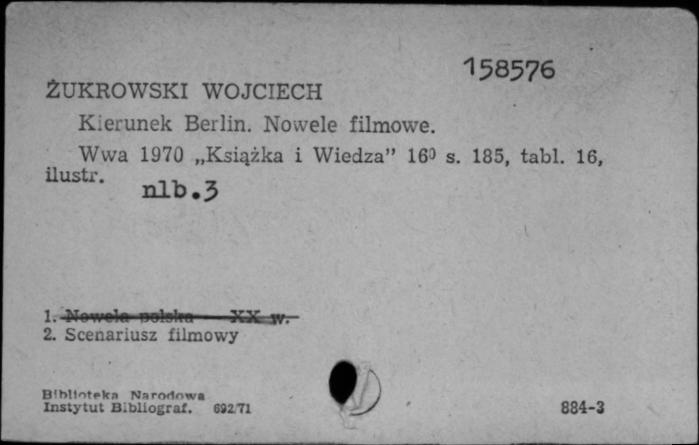 158576
ŻUKROWSKI WOJCIECH
Kierunek Berlin. Nowele filmowe.
Wwa 1970 „Książka i Wiedza” 16⁰ s. 185, tabl. 16,
ilustr. nlb.3
1. Nowela polska — XX w.
2. Scenariusz filmowy
Biblioteka Narodowa
Instytut Bibliograf. 692/71
884-3